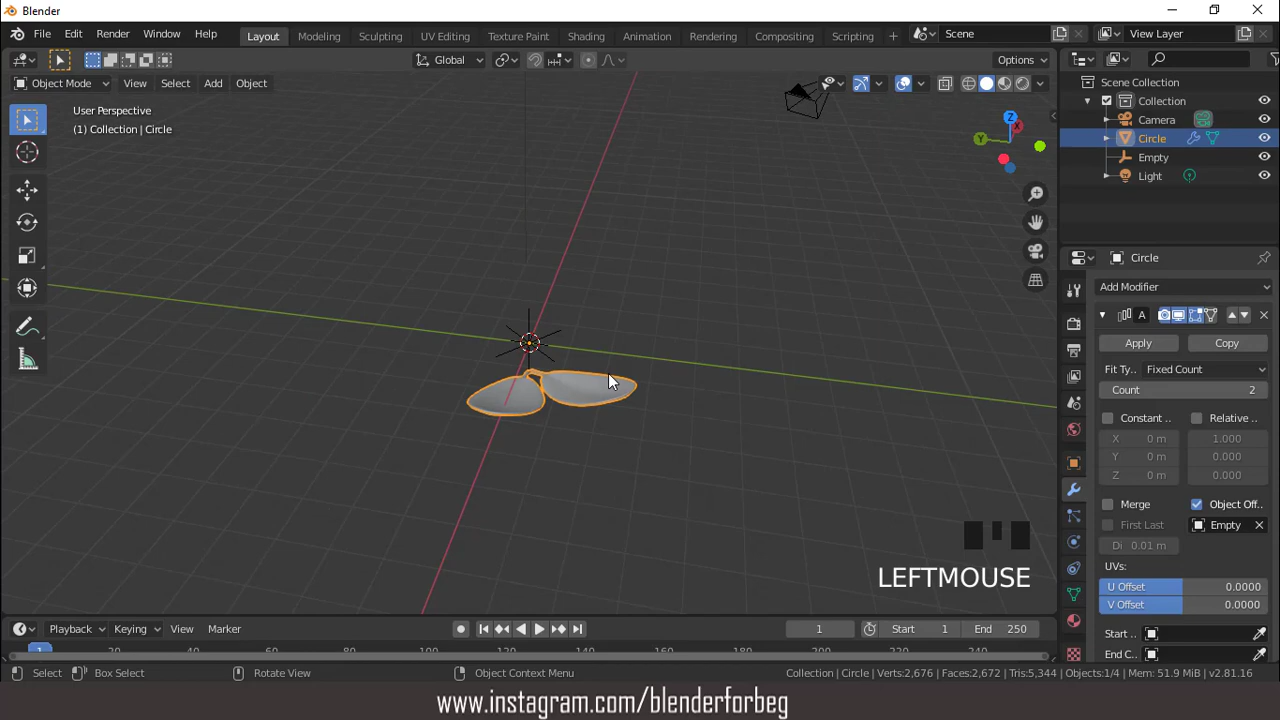 Blender
File Edit Render Window Help Layout Modeling Sculpting UV Editing Texture Paint Shading Animation Rendering Compositing Scripting Scene View Layer
Global Options
Object Mode View Select Add Object
User Perspective
(1) Collection | Circle
Z
X
Y
Scene Collection
Collection
Camera
Circle
Empty
Light
Circle
Add Modifier
A
Apply Copy
Fit Ty.. Fixed Count
Count 2
Constant .. Relative ..
X 0 m 1.000
Y 0 m 0.000
Z 0 m 0.000
Merge Object Off..
First Last Empty
Di 0.01 m
UVs:
U Offset 0.0000
V Offset 0.0000
Start ..
End C..
LEFTMOUSE
Playback Keying View Marker 1 Start 1 End 250
1 20 40 60 80 100 120 140 160 180 200 220 240
Select Box Select Rotate View Object Context Menu Collection | Circle | Verts:2,676 | Faces:2,672 | Tris:5,344 | Objects:1/4 | Mem: 51.9 MiB | v2.81.16
www.instagram.com/blenderforbeg